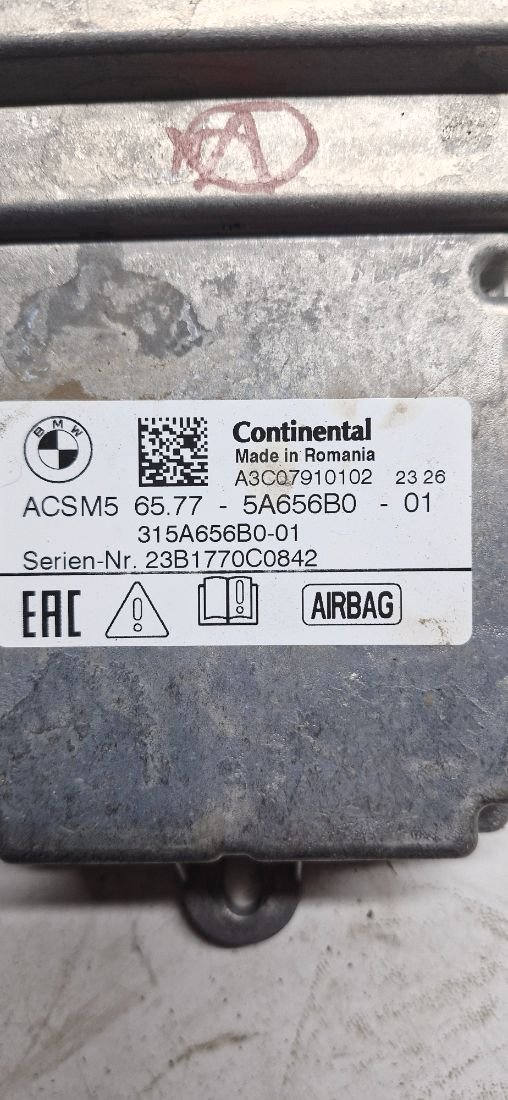 A
BMW
Continental
Made in Romania
A3C07910102 23 26
ACSM5 65.77 - 5A656B0 - 01
315A656B0-01
Serien-Nr. 23B1770C0842
EAC
AIRBAG